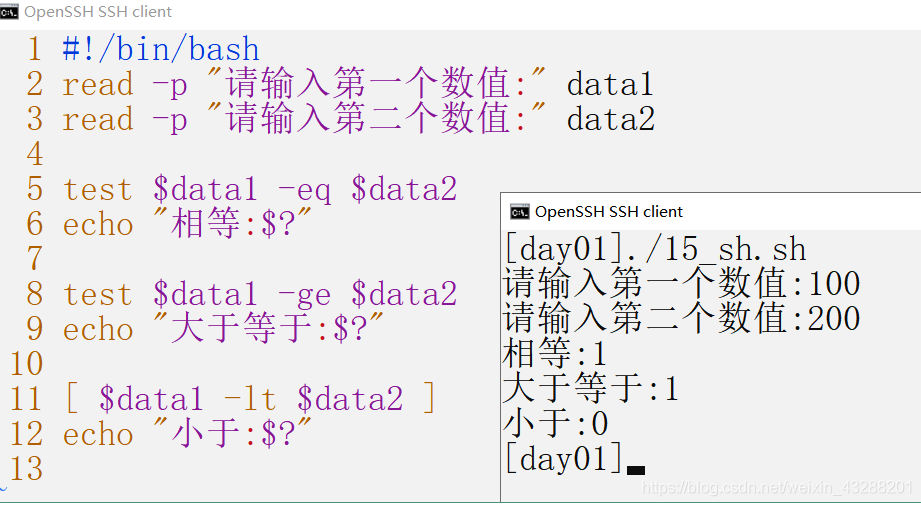 OpenSSH SSH client
1 #!/bin/bash
2 read -p "请输入第一个数值:" data1
3 read -p "请输入第二个数值:" data2
4
5 test $data1 -eq $data2
6 echo "相等:$?"
7
8 test $data1 -ge $data2
9 echo "大于等于:$?"
10
11 [ $data1 -lt $data2 ]
12 echo "小于:$?"
13
OpenSSH SSH client
[day01]./15_sh.sh
请输入第一个数值:100
请输入第二个数值:200
相等:1
大于等于:1
小于:0
[day01]
https://blog.csdn.net/weixin_43288201